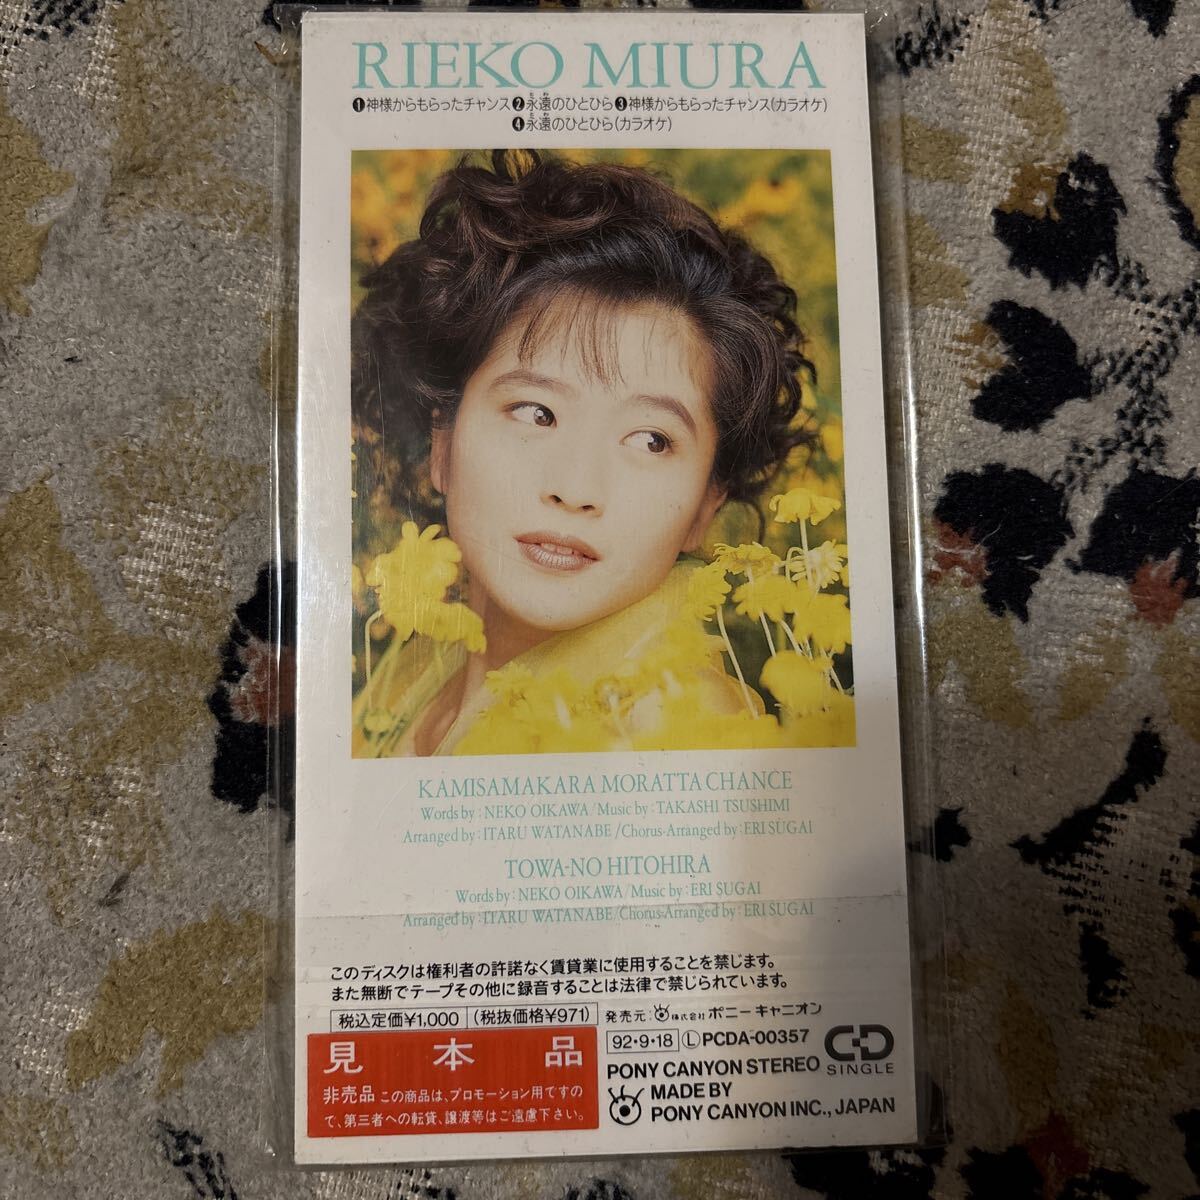 RIEKO MIURA
❶神様からもらったチャンス❷永遠のひとひら❸神様からもらったチャンス(カラオケ)
❹永遠のひとひら(カラオケ)
KAMISAMAKARA MORATTA CHANCE
Words by : NEKO OIKAWA/Music by : TAKASHI TSUSHIMI
Arranged by : ITARU WATANABE/Chorus-Arranged by : ERI SUGAI
TOWA-NO HITOHIRA
Words by : NEKO OIKAWA/Music by : ERI SUGAI
Arranged by : ITARU WATANABE/Chorus-Arranged by : ERI SUGAI
このディスクは権利者の許諾なく賃貸業に使用することを禁じます。
また無断でテープその他に録音することは法律で禁じられています。
税込定価¥1,000 (税抜価格¥971) 発売元:株式会社ポニーキャニオン
92・9・18 Ⓛ PCDA-00357
PONY CANYON STEREO
CD SINGLE
MADE BY
PONY CANYON INC., JAPAN
見本品
非売品 この商品は、プロモーション用ですの
で、第三者への転貸、譲渡等はご遠慮下さい。